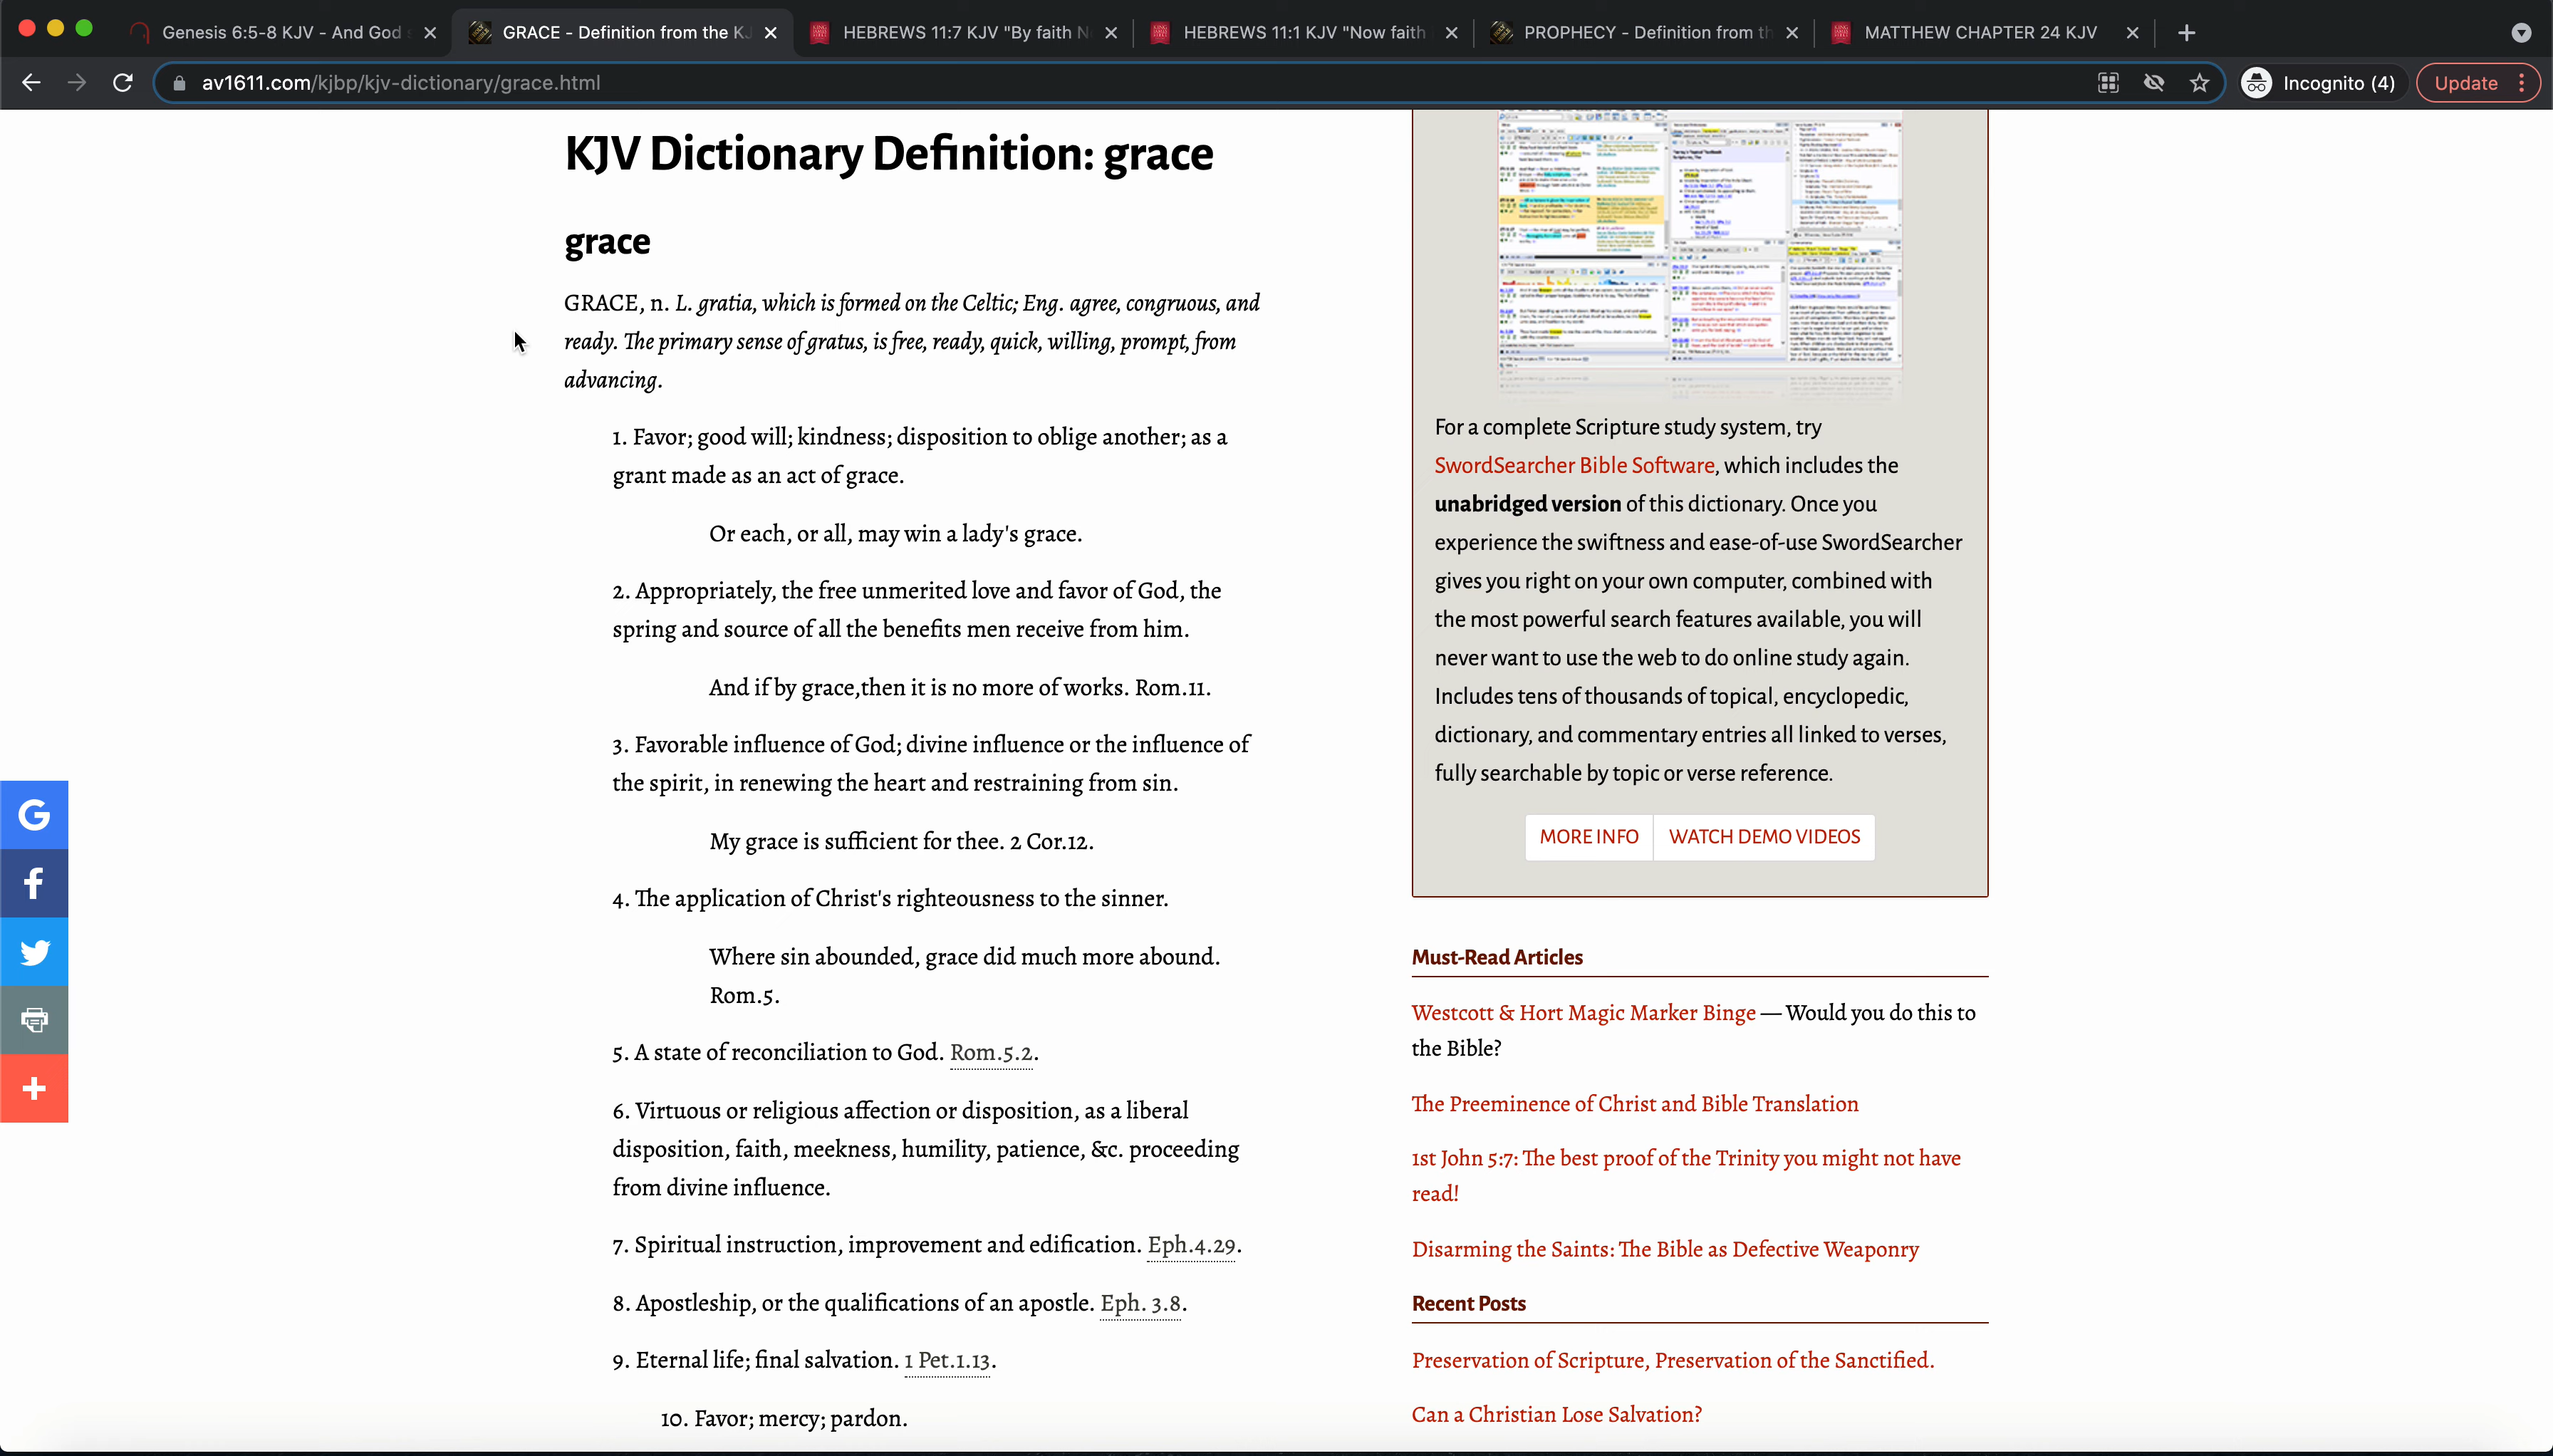 Genesis 6:5-8 KJV - And God
GRACE - Definition from the KJ
HEBREWS 11:7 KJV "By faith N
HEBREWS 11:1 KJV "Now faith
PROPHECY - Definition from th
MATTHEW CHAPTER 24 KJV
av1611.com/kjbp/kjv-dictionary/grace.html
Incognito (4)
Update
KJV Dictionary Definition: grace
grace
GRACE, n. L. gratia, which is formed on the Celtic; Eng. agree, congruous, and
ready. The primary sense of gratus, is free, ready, quick, willing, prompt, from
advancing.
1. Favor; good will; kindness; disposition to oblige another; as a
grant made as an act of grace.
Or each, or all, may win a lady's grace.
2. Appropriately, the free unmerited love and favor of God, the
spring and source of all the benefits men receive from him.
And if by grace,then it is no more of works. Rom.11.
3. Favorable influence of God; divine influence or the influence of
the spirit, in renewing the heart and restraining from sin.
My grace is sufficient for thee. 2 Cor.12.
4. The application of Christ's righteousness to the sinner.
Where sin abounded, grace did much more abound.
Rom.5.
5. A state of reconciliation to God. Rom.5.2.
6. Virtuous or religious affection or disposition, as a liberal
disposition, faith, meekness, humility, patience, &c. proceeding
from divine influence.
7. Spiritual instruction, improvement and edification. Eph.4.29.
8. Apostleship, or the qualifications of an apostle. Eph. 3.8.
9. Eternal life; final salvation. 1 Pet.1.13.
10. Favor; mercy; pardon.
For a complete Scripture study system, try
SwordSearcher Bible Software, which includes the
unabridged version of this dictionary. Once you
experience the swiftness and ease-of-use SwordSearcher
gives you right on your own computer, combined with
the most powerful search features available, you will
never want to use the web to do online study again.
Includes tens of thousands of topical, encyclopedic,
dictionary, and commentary entries all linked to verses,
fully searchable by topic or verse reference.
MORE INFO
WATCH DEMO VIDEOS
Must-Read Articles
Westcott & Hort Magic Marker Binge — Would you do this to
the Bible?
The Preeminence of Christ and Bible Translation
1st John 5:7: The best proof of the Trinity you might not have
read!
Disarming the Saints: The Bible as Defective Weaponry
Recent Posts
Preservation of Scripture, Preservation of the Sanctified.
Can a Christian Lose Salvation?